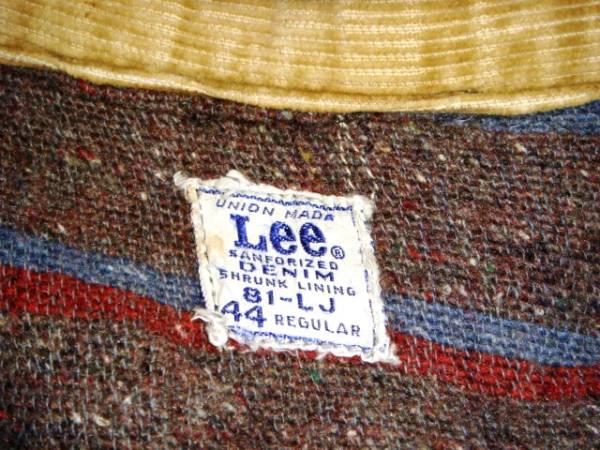 UNION MADE
Lee®
SANFORIZED
DENIM
SHRUNK LINING
81-LJ
44 REGULAR